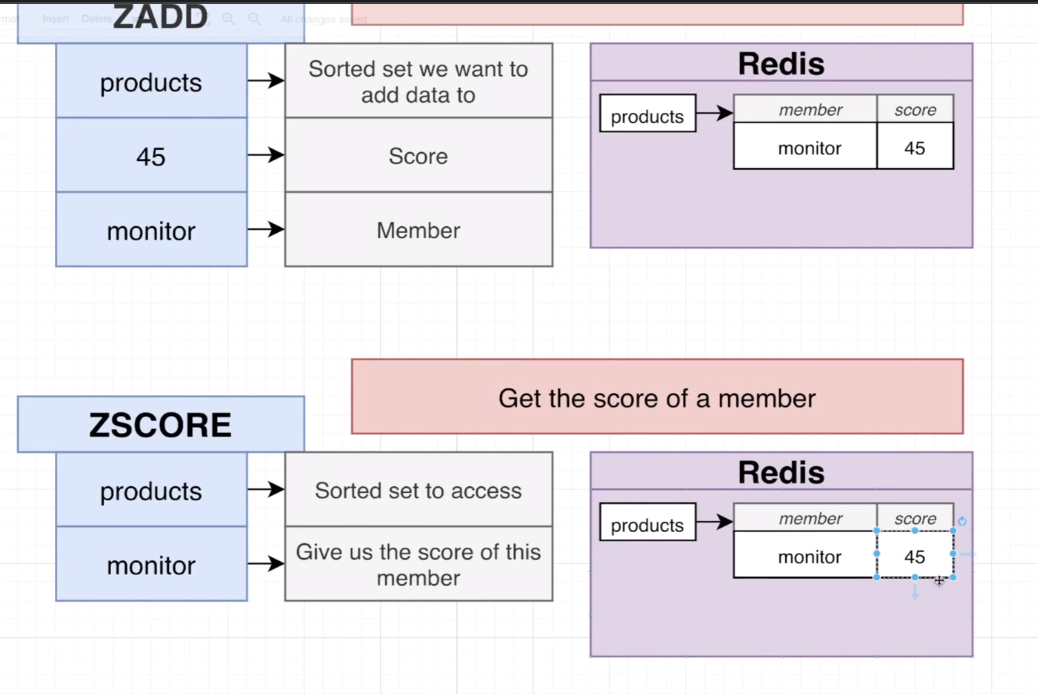 Insert Delete
All changes saved
ZADD
products
Sorted set we want to
add data to
45
Score
monitor
Member
Redis
products
member score
monitor 45
Get the score of a member
ZSCORE
products
Sorted set to access
monitor
Give us the score of this
member
Redis
products
member score
monitor 45